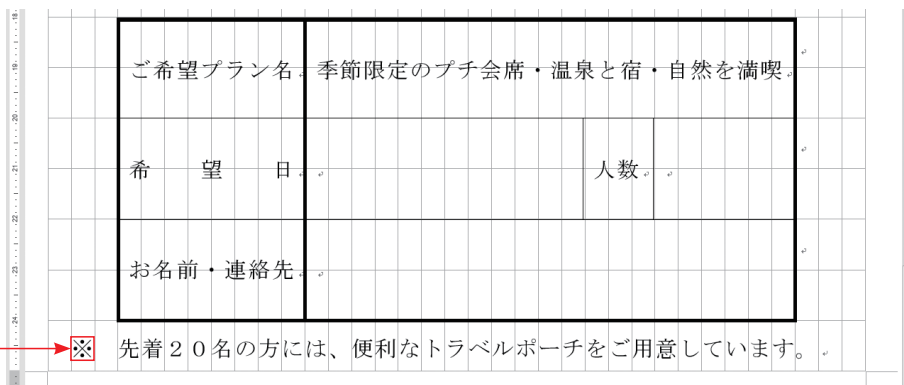 ご希望プラン名 季節限定のプチ会席・温泉と宿・自然を満喫
希　望　日 人数
お名前・連絡先
※　先着２０名の方には、便利なトラベルポーチをご用意しています。